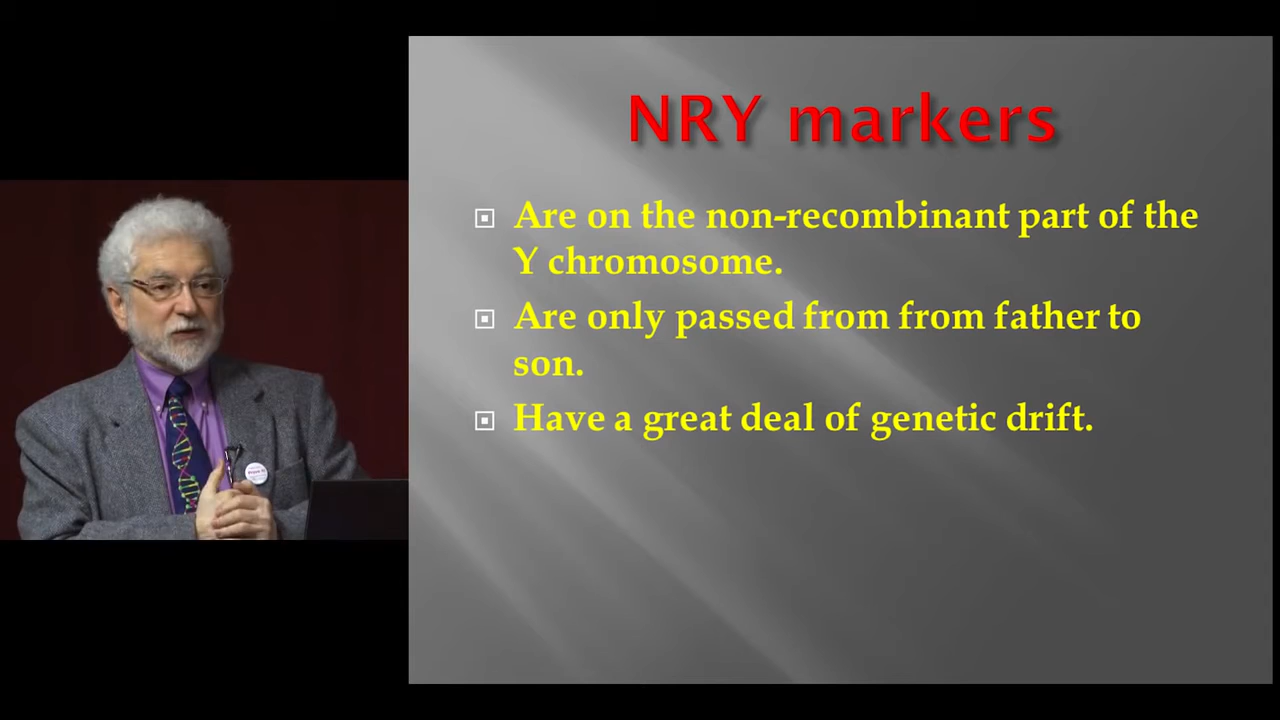 NRY markers
Are on the non-recombinant part of the
Y chromosome.
Are only passed from from father to
son.
Have a great deal of genetic drift.